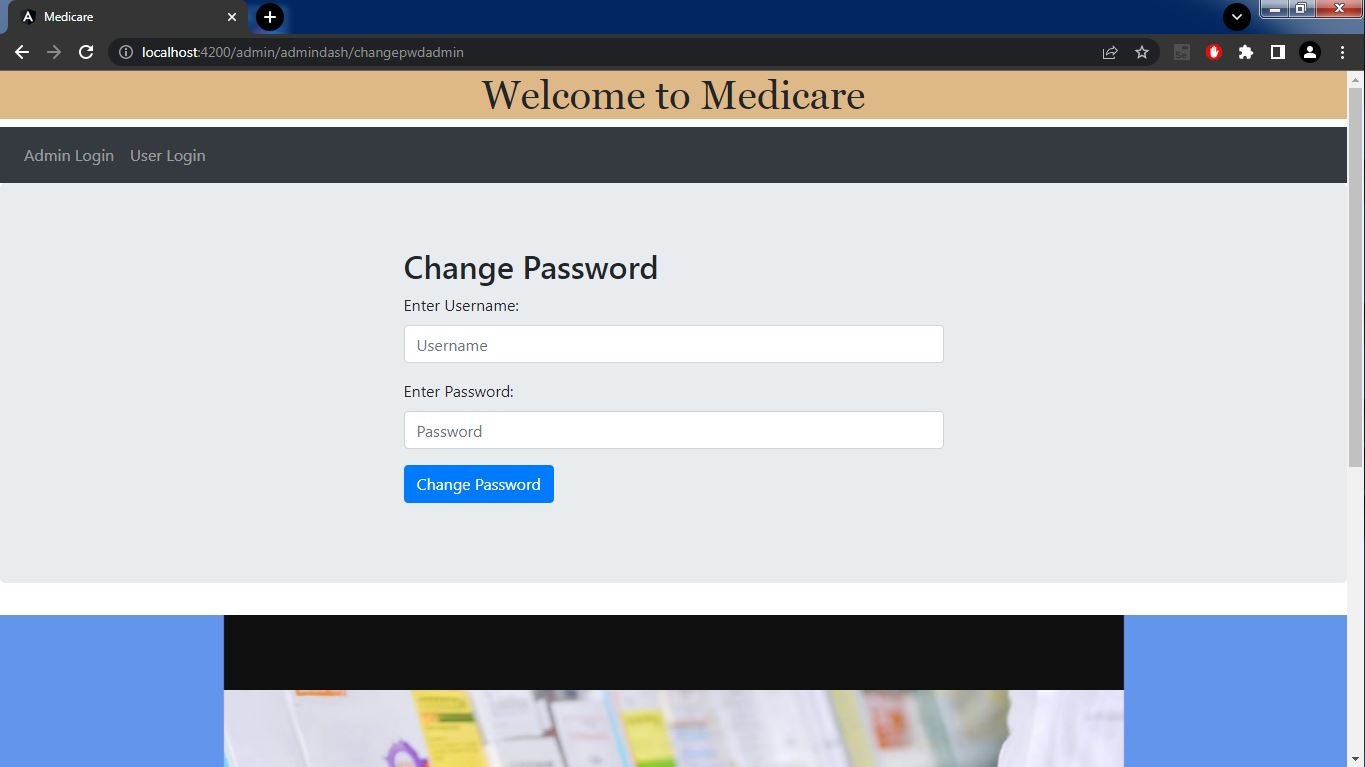 Medicare
localhost:4200/admin/admindash/changepwdadmin
Welcome to Medicare
Admin Login User Login
Change Password
Enter Username:
Username
Enter Password:
Password
Change Password